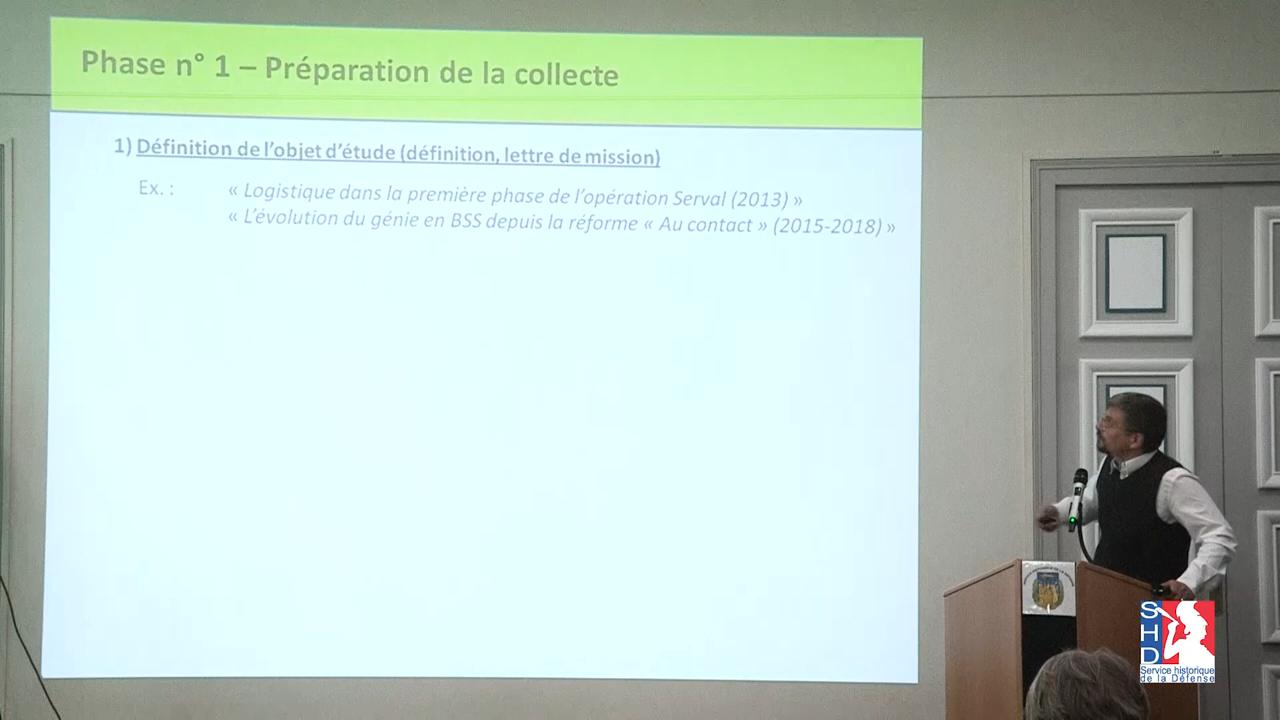 Phase n° 1 – Préparation de la collecte
1) Définition de l'objet d'étude (définition, lettre de mission)
Ex. : « Logistique dans la première phase de l'opération Serval (2013) »
« L'évolution du génie en BSS depuis la réforme « Au contact » (2015-2018) »
SHD
Service historique
de la Défense